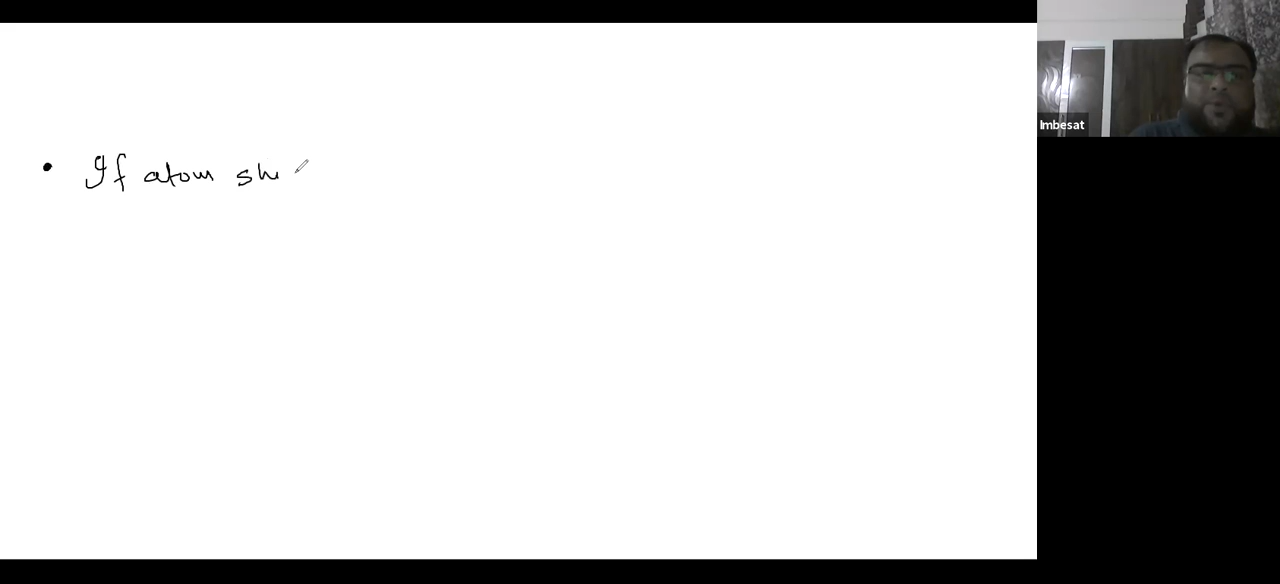 • If atom sh
Imbesat